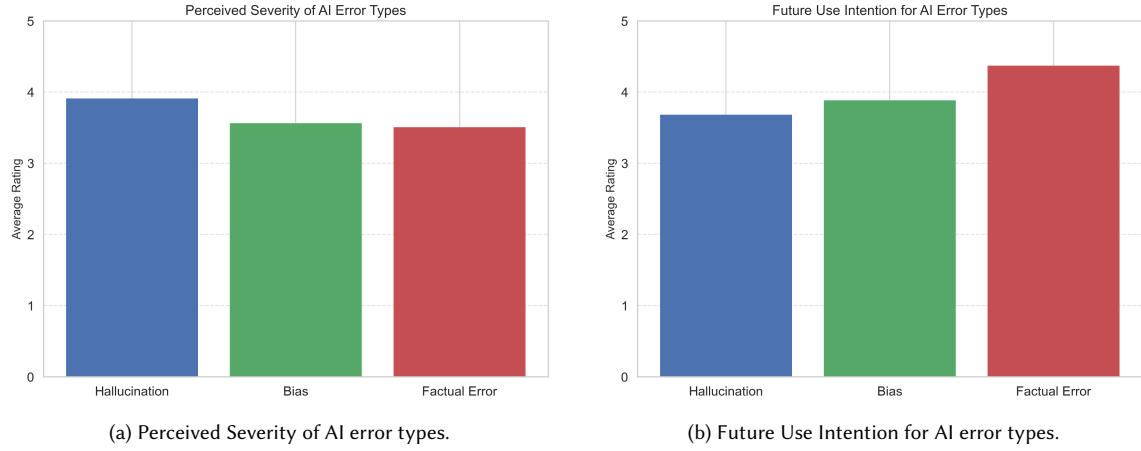 Perceived Severity of AI Error Types
5
4
3
2
1
0
Average Rating
Hallucination Bias Factual Error
(a) Perceived Severity of AI error types.
Future Use Intention for AI Error Types
5
4
3
2
1
0
Average Rating
Hallucination Bias Factual Error
(b) Future Use Intention for AI error types.